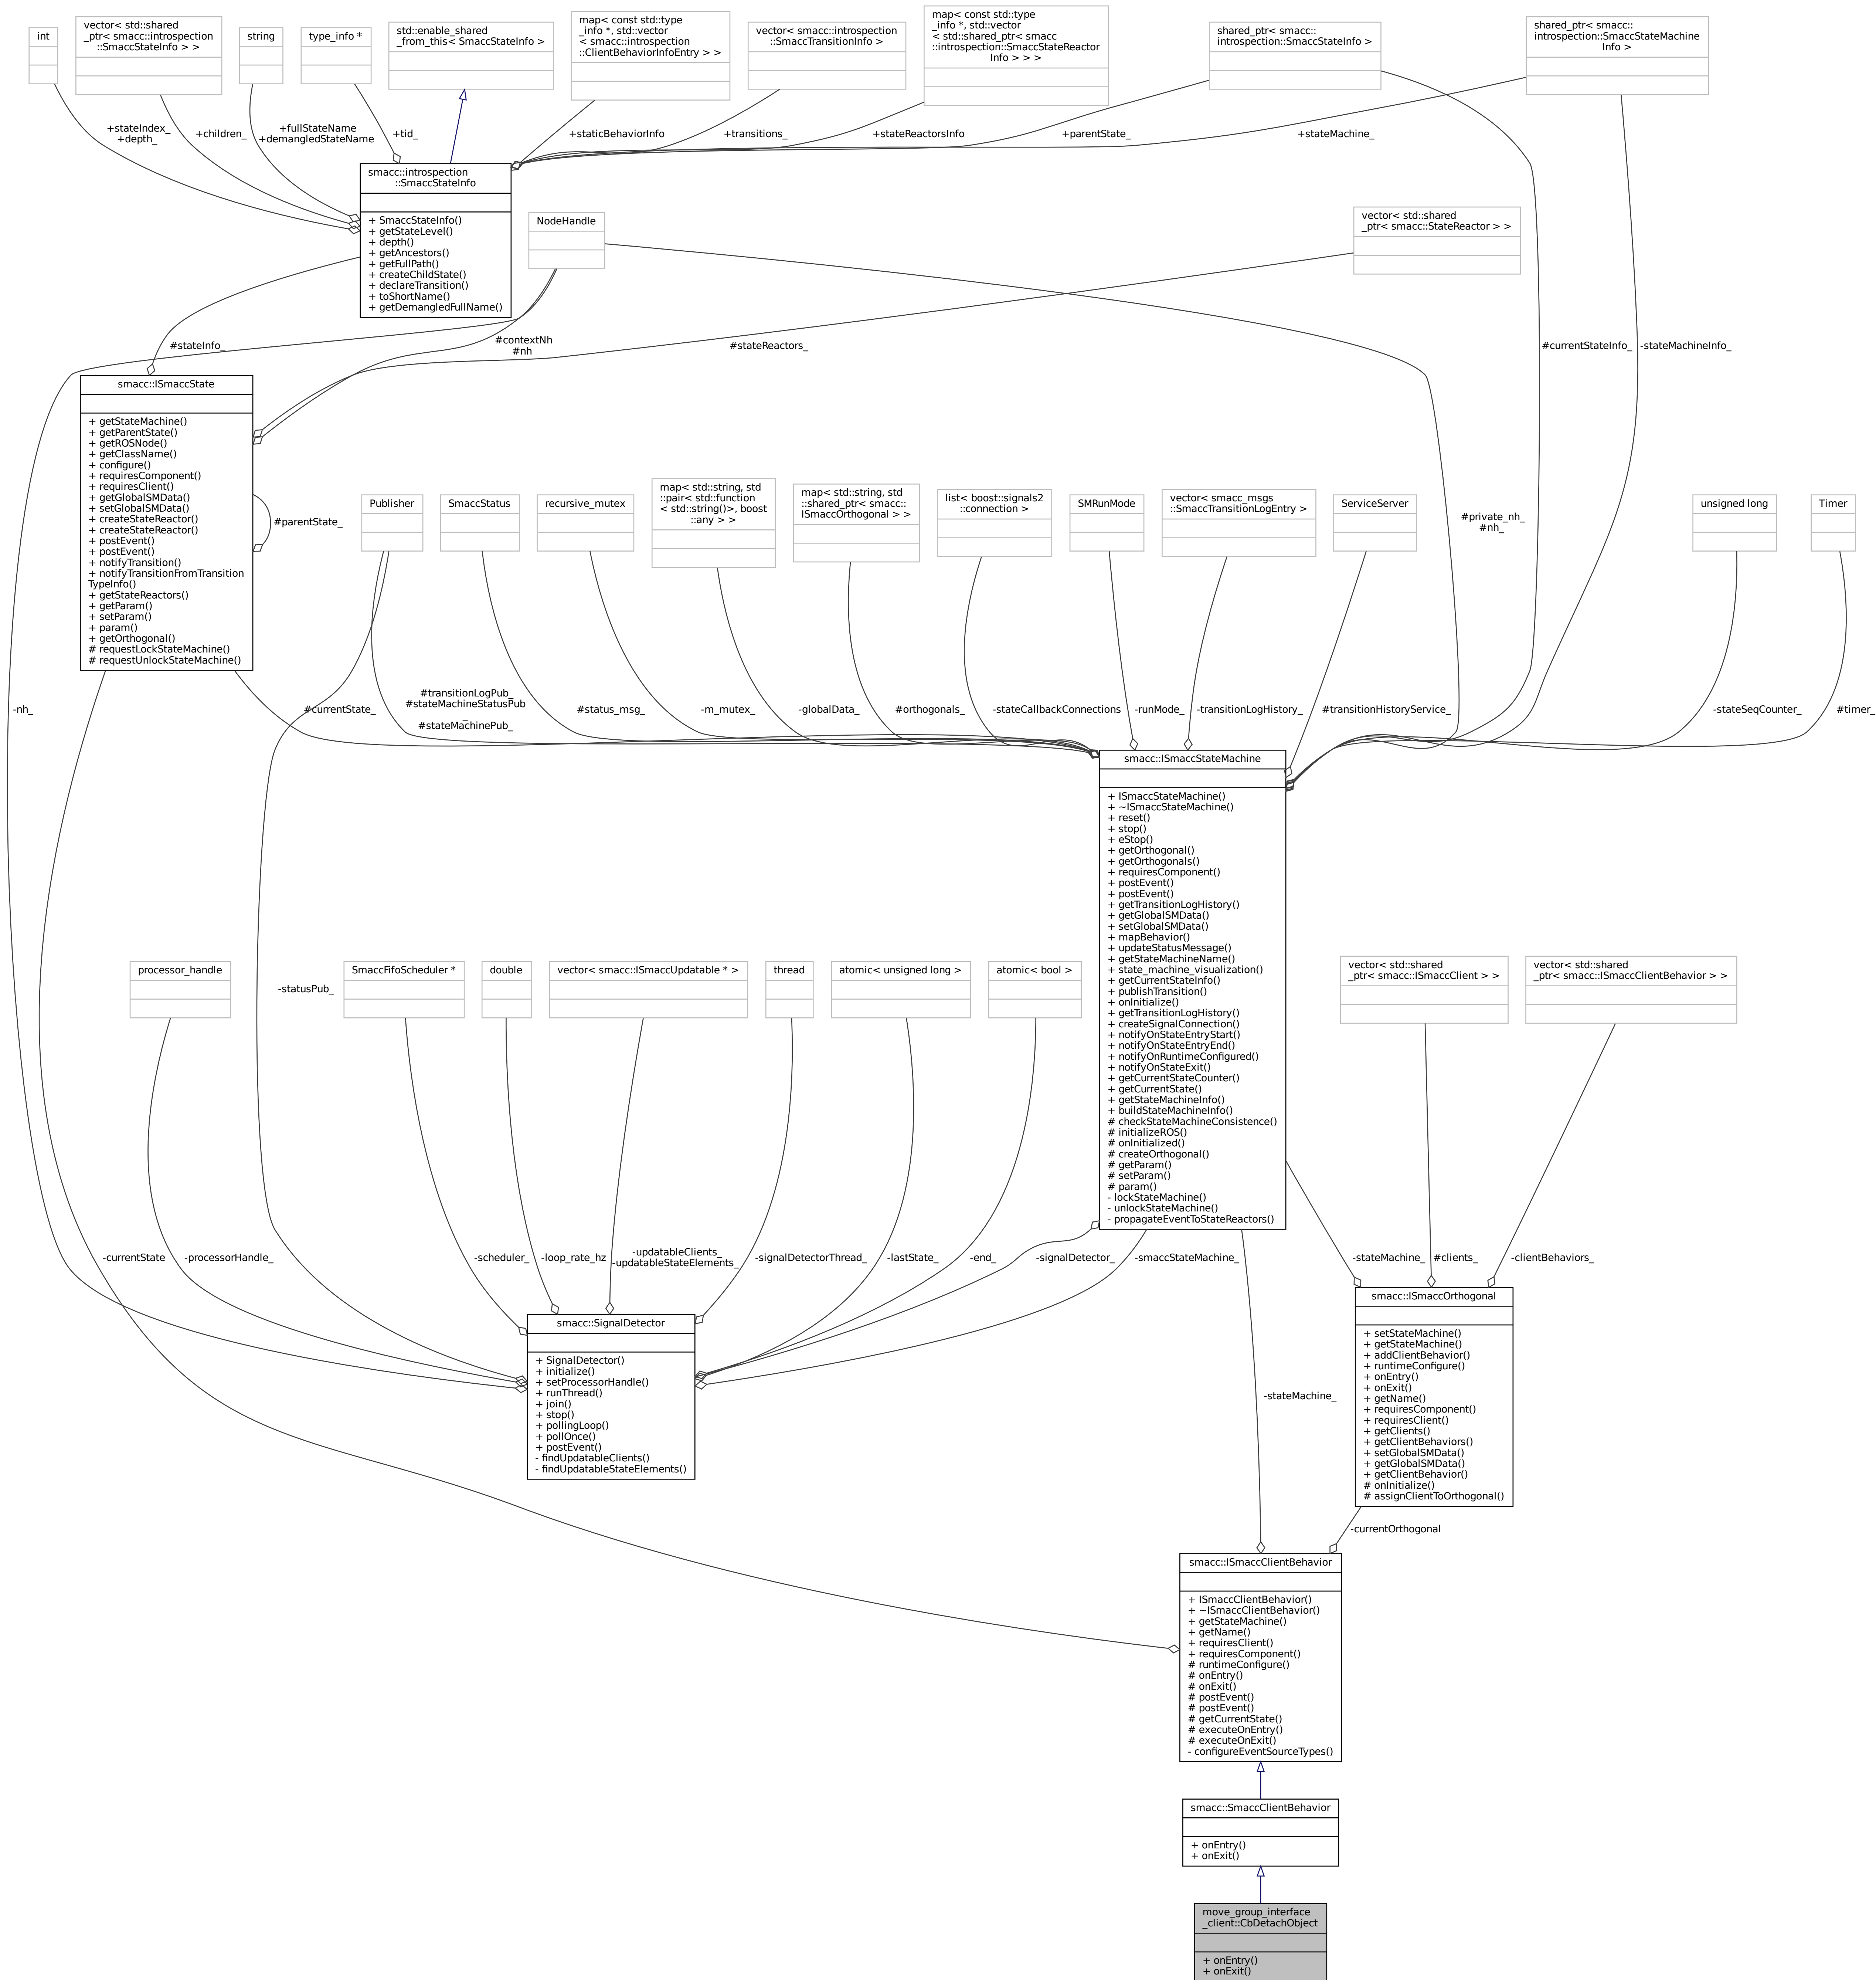 int
vector< std::shared
_ptr< smacc::introspection
::SmaccStateInfo > >
string
type_info *
std::enable_shared
_from_this< SmaccStateInfo >
map< const std::type
_info *, std::vector
< smacc::introspection
::ClientBehaviorInfoEntry > >
vector< smacc::introspection
::SmaccTransitionInfo >
map< const std::type
_info *, std::vector
< std::shared_ptr< smacc
::introspection::SmaccStateReactor
Info > > >
shared_ptr< smacc::
introspection::SmaccStateInfo >
shared_ptr< smacc::
introspection::SmaccStateMachine
Info >
+stateIndex_
+depth_
+children_
+fullStateName
+demangledStateName
+tid_
+staticBehaviorInfo
+transitions_
+stateReactorsInfo
+parentState_
+stateMachine_
smacc::introspection
::SmaccStateInfo
+ SmaccStateInfo()
+ getStateLevel()
+ depth()
+ getAncestors()
+ getFullPath()
+ createChildState()
+ declareTransition()
+ toShortName()
+ getDemangledFullName()
NodeHandle
vector< std::shared
_ptr< smacc::StateReactor > >
#stateInfo_
#contextNh
#nh
#stateReactors_
#currentStateInfo_
-stateMachineInfo_
smacc::ISmaccState
+ getStateMachine()
+ getParentState()
+ getROSNode()
+ getClassName()
+ configure()
+ requiresComponent()
+ requiresClient()
+ getGlobalSMData()
+ setGlobalSMData()
+ createStateReactor()
+ createStateReactor()
+ postEvent()
+ postEvent()
+ notifyTransition()
+ notifyTransitionFromTransition
TypeInfo()
+ getStateReactors()
+ getParam()
+ setParam()
+ param()
+ getOrthogonal()
# requestLockStateMachine()
# requestUnlockStateMachine()
#parentState_
Publisher
SmaccStatus
recursive_mutex
map< std::string, std
::pair< std::function
< std::string()>, boost
::any > >
map< std::string, std
::shared_ptr< smacc::
ISmaccOrthogonal > >
list< boost::signals2
::connection >
SMRunMode
vector< smacc_msgs
::SmaccTransitionLogEntry >
ServiceServer
#private_nh_
#nh_
unsigned long
Timer
-nh_
#currentState_
#transitionLogPub_
#stateMachineStatusPub
_
#stateMachinePub_
#status_msg_
-m_mutex_
-globalData_
#orthogonals_
-stateCallbackConnections
-runMode_
-transitionLogHistory_
#transitionHistoryService_
-stateSeqCounter_
#timer_
smacc::ISmaccStateMachine
+ ISmaccStateMachine()
+ ~ISmaccStateMachine()
+ reset()
+ stop()
+ eStop()
+ getOrthogonal()
+ getOrthogonals()
+ requiresComponent()
+ postEvent()
+ postEvent()
+ getTransitionLogHistory()
+ getGlobalSMData()
+ setGlobalSMData()
+ mapBehavior()
+ updateStatusMessage()
+ getStateMachineName()
+ state_machine_visualization()
+ getCurrentStateInfo()
+ publishTransition()
+ onInitialize()
+ getTransitionLogHistory()
+ createSignalConnection()
+ notifyOnStateEntryStart()
+ notifyOnStateEntryEnd()
+ notifyOnRuntimeConfigured()
+ notifyOnStateExit()
+ getCurrentStateCounter()
+ getCurrentState()
+ getStateMachineInfo()
+ buildStateMachineInfo()
# checkStateMachineConsistence()
# initializeROS()
# onInitialized()
# createOrthogonal()
# getParam()
# setParam()
# param()
- lockStateMachine()
- unlockStateMachine()
- propagateEventToStateReactors()
processor_handle
-statusPub_
SmaccFifoScheduler *
double
vector< smacc::ISmaccUpdatable * >
thread
atomic< unsigned long >
atomic< bool >
vector< std::shared
_ptr< smacc::ISmaccClient > >
vector< std::shared
_ptr< smacc::ISmaccClientBehavior > >
-currentState
-processorHandle_
-scheduler_
-loop_rate_hz
-updatableClients_
-updatableStateElements_
-signalDetectorThread_
-lastState_
-end_
-signalDetector_
-smaccStateMachine_
-stateMachine_
#clients_
-clientBehaviors_
smacc::SignalDetector
+ SignalDetector()
+ initialize()
+ setProcessorHandle()
+ runThread()
+ join()
+ stop()
+ pollingLoop()
+ pollOnce()
+ postEvent()
- findUpdatableClients()
- findUpdatableStateElements()
-stateMachine_
smacc::ISmaccOrthogonal
+ setStateMachine()
+ getStateMachine()
+ addClientBehavior()
+ runtimeConfigure()
+ onEntry()
+ onExit()
+ getName()
+ requiresComponent()
+ requiresClient()
+ getClients()
+ getClientBehaviors()
+ setGlobalSMData()
+ getGlobalSMData()
+ getClientBehavior()
# onInitialize()
# assignClientToOrthogonal()
-currentOrthogonal
smacc::ISmaccClientBehavior
+ ISmaccClientBehavior()
+ ~ISmaccClientBehavior()
+ getStateMachine()
+ getName()
+ requiresClient()
+ requiresComponent()
# runtimeConfigure()
# onEntry()
# onExit()
# postEvent()
# postEvent()
# getCurrentState()
# executeOnEntry()
# executeOnExit()
- configureEventSourceTypes()
smacc::SmaccClientBehavior
+ onEntry()
+ onExit()
move_group_interface
_client::CbDetachObject
+ onEntry()
+ onExit()